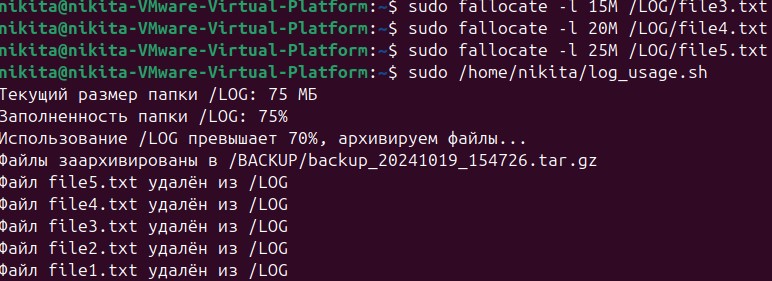 nikita@nikita-VMware-Virtual-Platform:~$ sudo fallocate -l 15M /LOG/file3.txt
nikita@nikita-VMware-Virtual-Platform:~$ sudo fallocate -l 20M /LOG/file4.txt
nikita@nikita-VMware-Virtual-Platform:~$ sudo fallocate -l 25M /LOG/file5.txt
nikita@nikita-VMware-Virtual-Platform:~$ sudo /home/nikita/log_usage.sh
Текущий размер папки /LOG: 75 МБ
Заполненность папки /LOG: 75%
Использование /LOG превышает 70%, архивируем файлы...
Файлы заархивированы в /BACKUP/backup_20241019_154726.tar.gz
Файл file5.txt удалён из /LOG
Файл file4.txt удалён из /LOG
Файл file3.txt удалён из /LOG
Файл file2.txt удалён из /LOG
Файл file1.txt удалён из /LOG